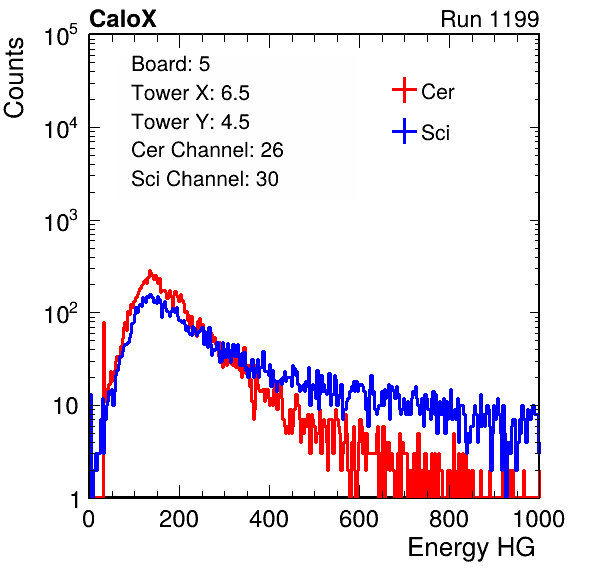 CaloX Run 1199
Counts
10^5
10^4
10^3
10^2
10
1
Board: 5
Tower X: 6.5
Tower Y: 4.5
Cer Channel: 26
Sci Channel: 30
Cer
Sci
0 200 400 600 800 1000
Energy HG